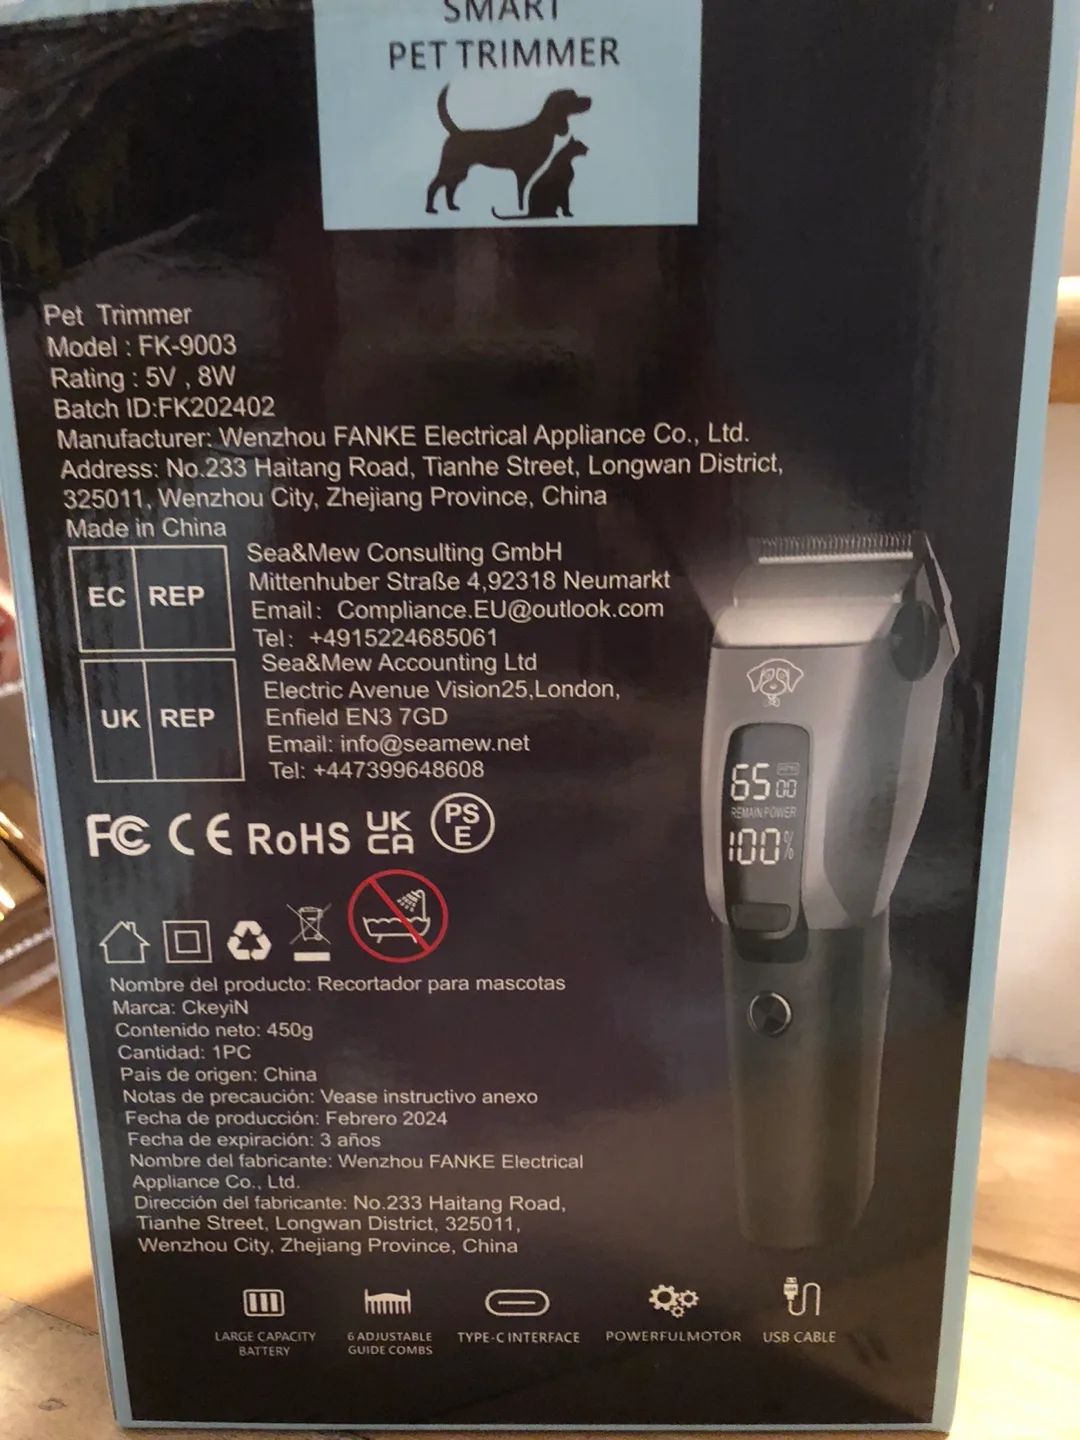 SMART
PET TRIMMER
Pet Trimmer
Model : FK-9003
Rating : 5V , 8W
Batch ID:FK202402
Manufacturer: Wenzhou FANKE Electrical Appliance Co., Ltd.
Address: No.233 Haitang Road, Tianhe Street, Longwan District,
325011, Wenzhou City, Zhejiang Province, China
Made in China
EC REP
Sea&Mew Consulting GmbH
Mittenhuber Straße 4,92318 Neumarkt
Email: Compliance.EU@outlook.com
Tel: +4915224685061
UK REP
Sea&Mew Accounting Ltd
Electric Avenue Vision25,London,
Enfield EN3 7GD
Email: info@seamew.net
Tel: +447399648608
FC CE RoHS UK CA PS E
65 00
REMAIN POWER
100%
Nombre del producto: Recortador para mascotas
Marca: CkeyiN
Contenido neto: 450g
Cantidad: 1PC
País de origen: China
Notas de precaución: Vease instructivo anexo
Fecha de producción: Febrero 2024
Fecha de expiración: 3 años
Nombre del fabricante: Wenzhou FANKE Electrical
Appliance Co., Ltd.
Dirección del fabricante: No.233 Haitang Road,
Tianhe Street, Longwan District, 325011,
Wenzhou City, Zhejiang Province, China
LARGE CAPACITY
BATTERY
6 ADJUSTABLE
GUIDE COMBS
TYPE-C INTERFACE
POWERFULMOTOR
USB CABLE